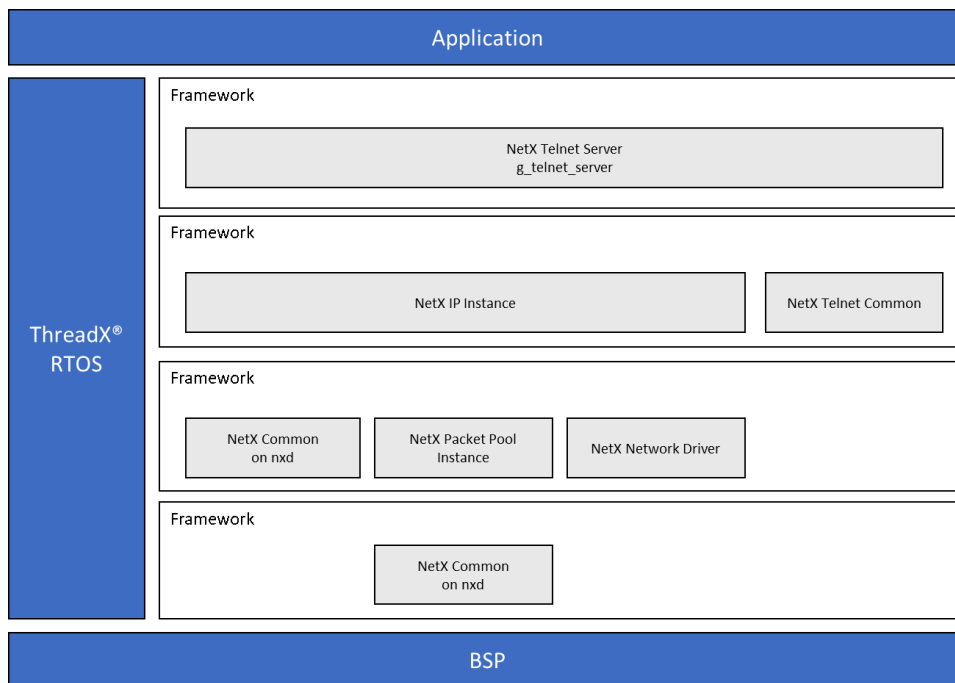 Application
ThreadX®
RTOS
Framework
NetX Telnet Server
g_telnet_server
Framework
NetX IP Instance
NetX Telnet Common
Framework
NetX Common
on nxd
NetX Packet Pool
Instance
NetX Network Driver
Framework
NetX Common
on nxd
BSP